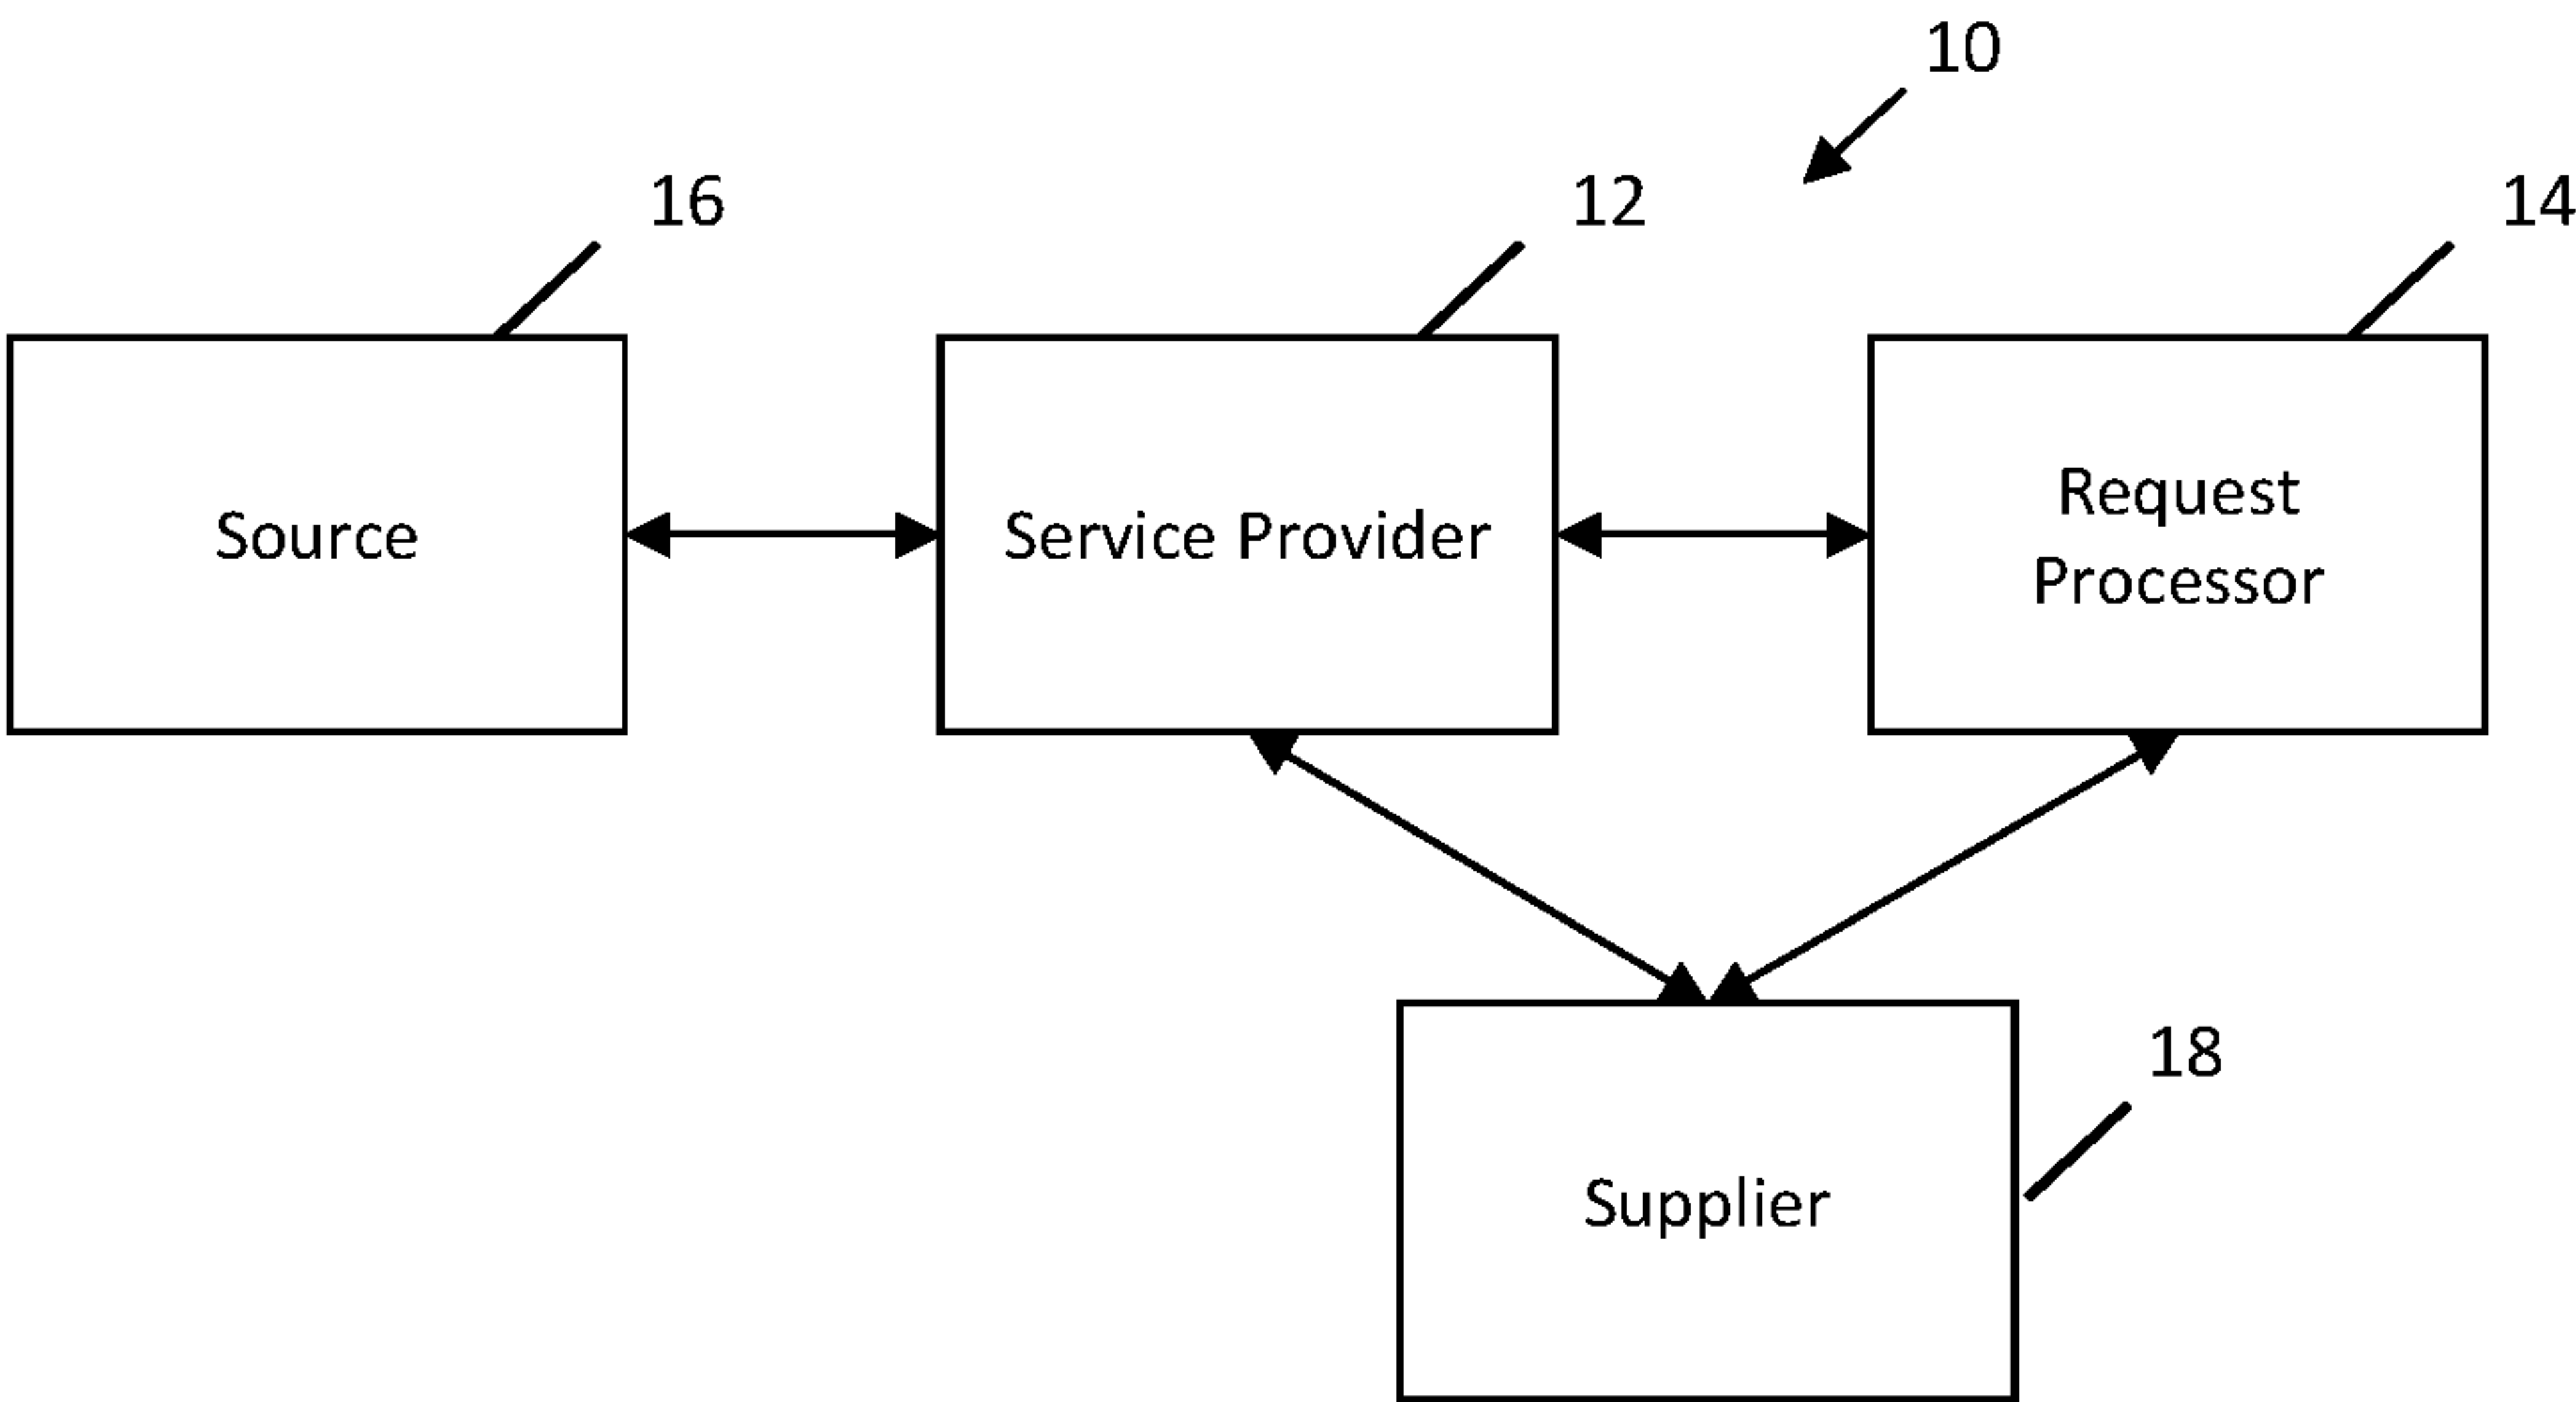 10
16
12
14
Source
Service Provider
Request
Processor
18
Supplier